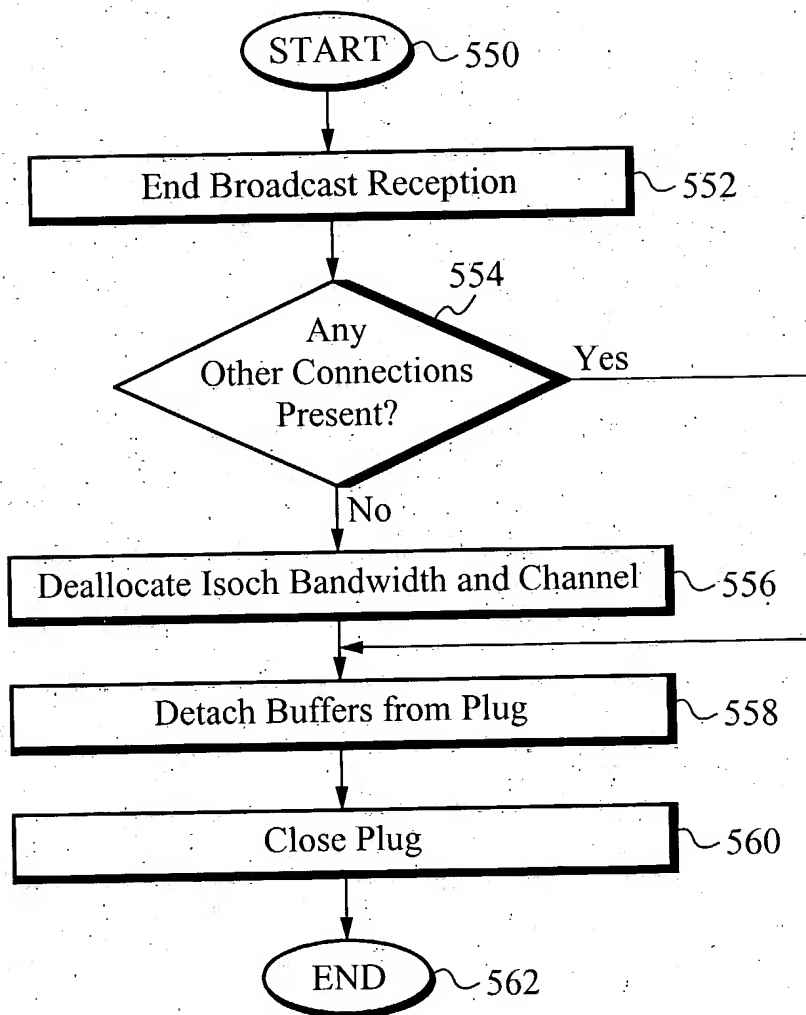 START 550
End Broadcast Reception 552
554
Any
Other Connections
Present?
Yes
No
Deallocate Isoch Bandwidth and Channel 556
Detach Buffers from Plug 558
Close Plug 560
END 562